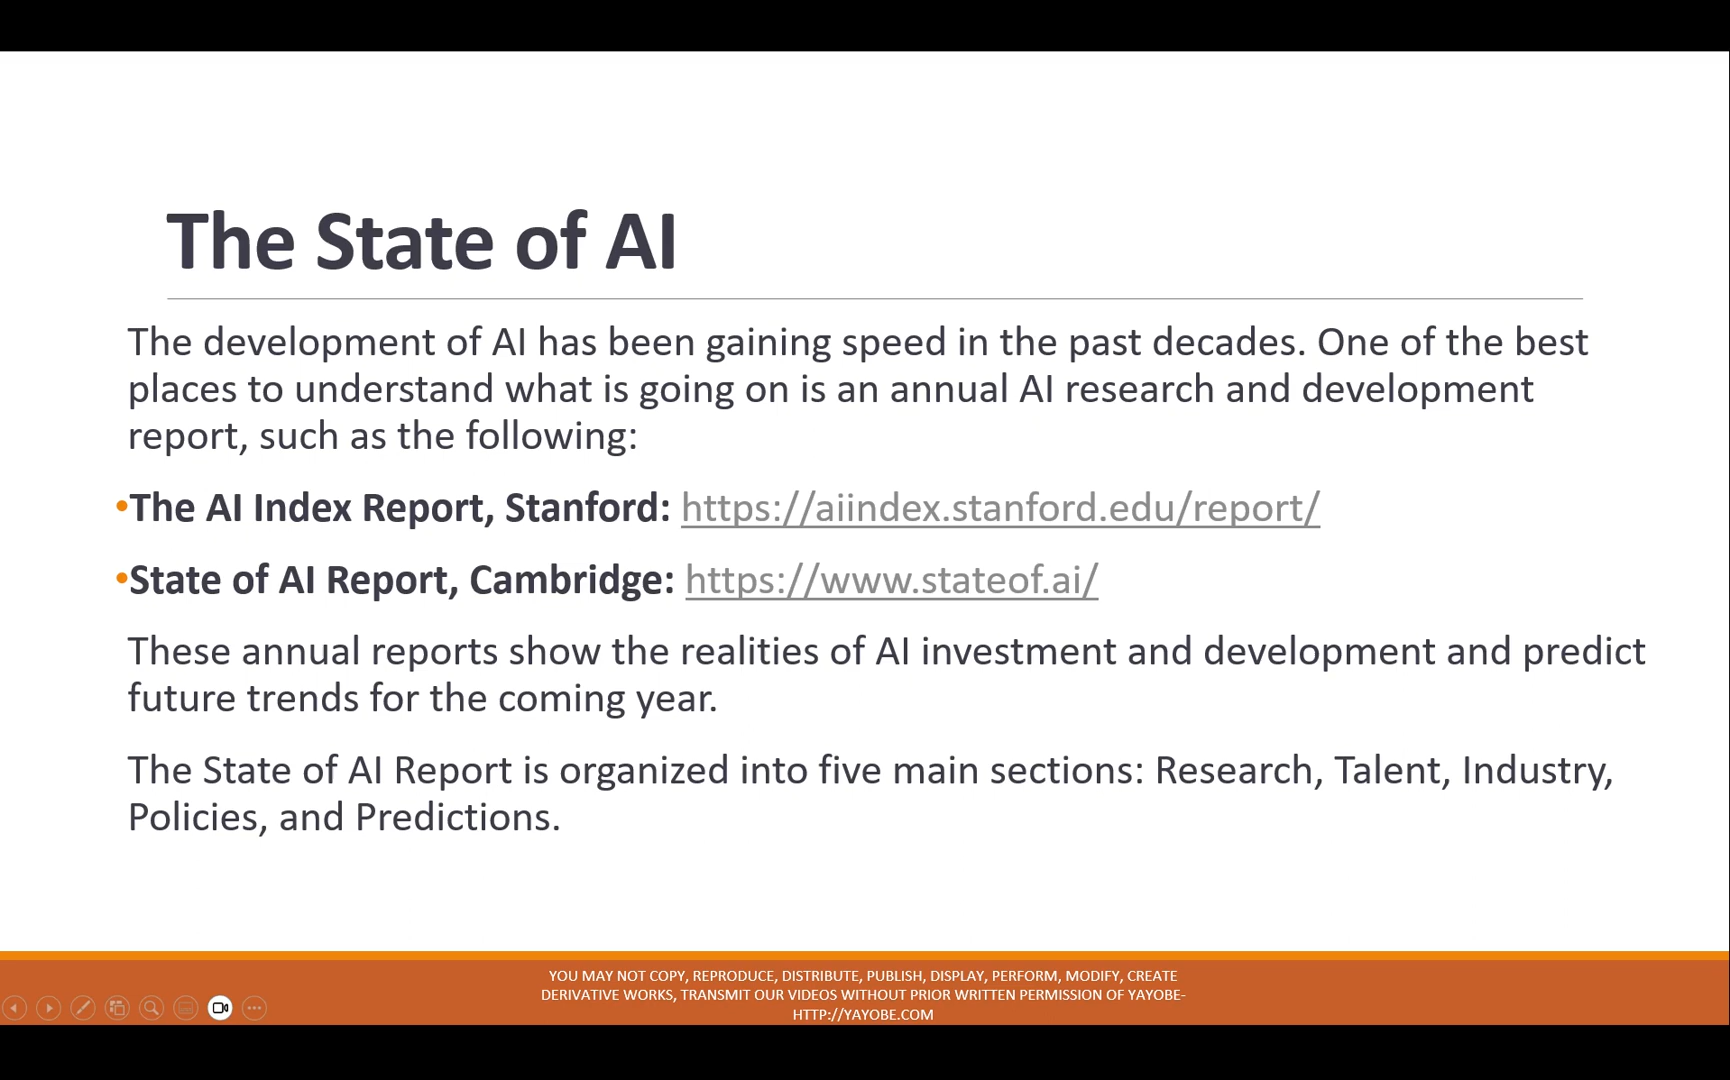 The State of AI
The development of AI has been gaining speed in the past decades. One of the best
places to understand what is going on is an annual AI research and development
report, such as the following:
•The AI Index Report, Stanford: https://aiindex.stanford.edu/report/
•State of AI Report, Cambridge: https://www.stateof.ai/
These annual reports show the realities of AI investment and development and predict
future trends for the coming year.
The State of AI Report is organized into five main sections: Research, Talent, Industry,
Policies, and Predictions.
YOU MAY NOT COPY, REPRODUCE, DISTRIBUTE, PUBLISH, DISPLAY, PERFORM, MODIFY, CREATE
DERIVATIVE WORKS, TRANSMIT OUR VIDEOS WITHOUT PRIOR WRITTEN PERMISSION OF YAYOBE-
HTTP://YAYOBE.COM